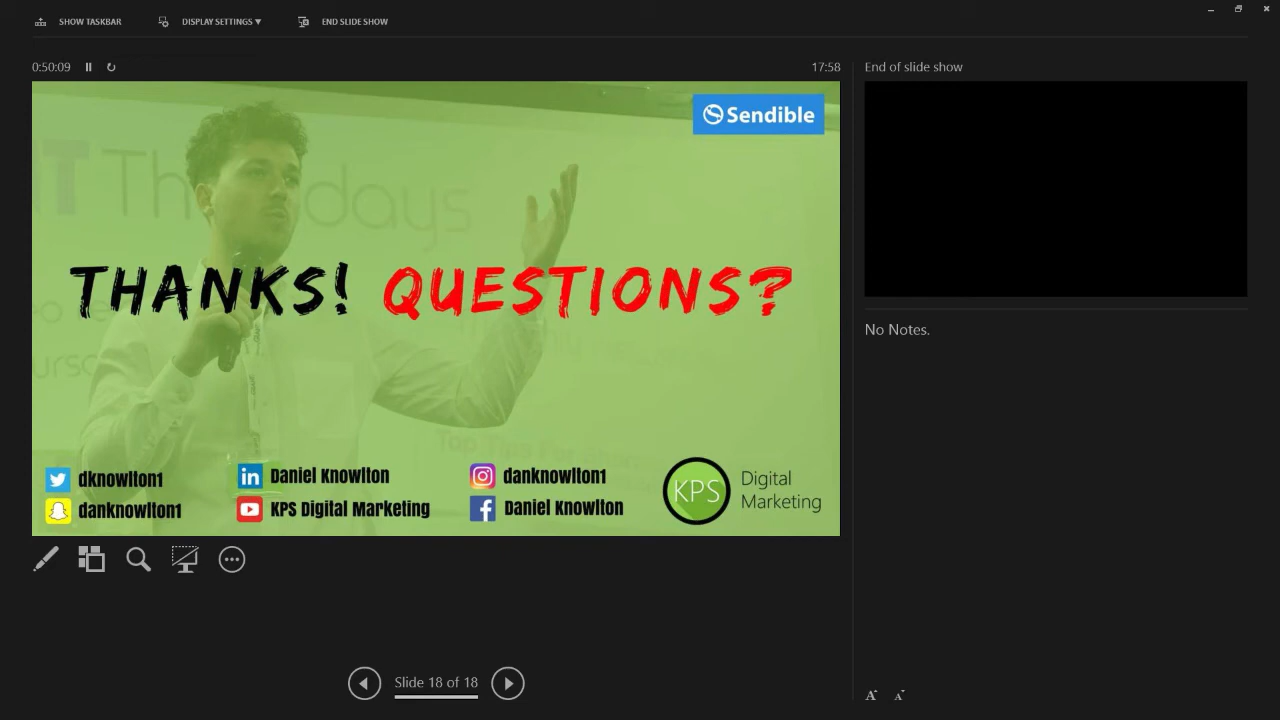 SHOW TASKBAR
DISPLAY SETTINGS ▼
END SLIDE SHOW
0:50:09
17:58
End of slide show
Sendible
T Th days
THANKS! QUESTIONS?
dknowlton1
Daniel Knowlton
danknowlton1
danknowlton1
KPS Digital Marketing
Daniel Knowlton
KPS
Digital
Marketing
No Notes.
Slide 18 of 18
A A